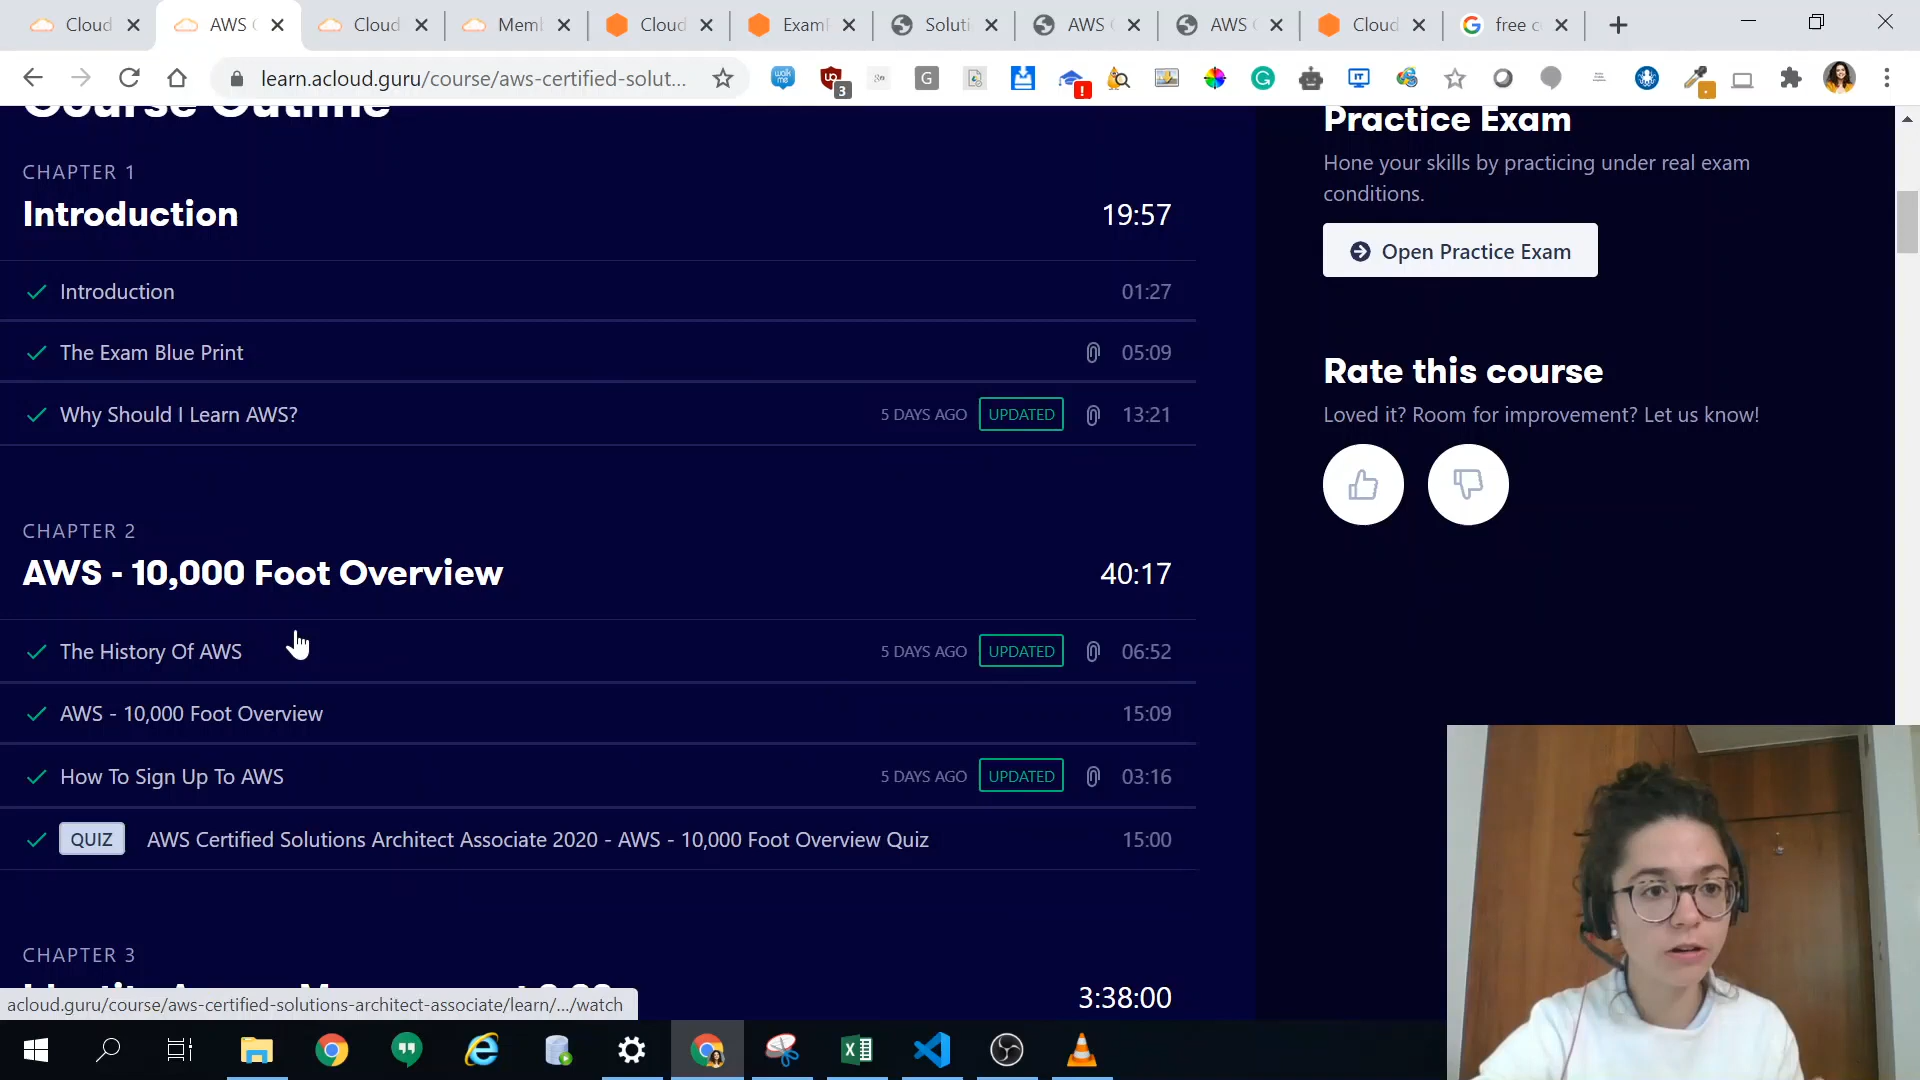 Cloud
AWS C
Cloud
Memb
Cloud
Exam
Soluti
AWS C
AWS C
Cloud
free c
learn.acloud.guru/course/aws-certified-solut...
3
G
Course Outline
CHAPTER 1
Introduction
19:57
Introduction
01:27
The Exam Blue Print
05:09
Why Should I Learn AWS?
5 DAYS AGO
UPDATED
13:21
CHAPTER 2
AWS - 10,000 Foot Overview
40:17
The History Of AWS
5 DAYS AGO
UPDATED
06:52
AWS - 10,000 Foot Overview
15:09
How To Sign Up To AWS
5 DAYS AGO
UPDATED
03:16
QUIZ
AWS Certified Solutions Architect Associate 2020 - AWS - 10,000 Foot Overview Quiz
15:00
CHAPTER 3
3:38:00
acloud.guru/course/aws-certified-solutions-architect-associate/learn/.../watch
Practice Exam
Hone your skills by practicing under real exam
conditions.
Open Practice Exam
Rate this course
Loved it? Room for improvement? Let us know!